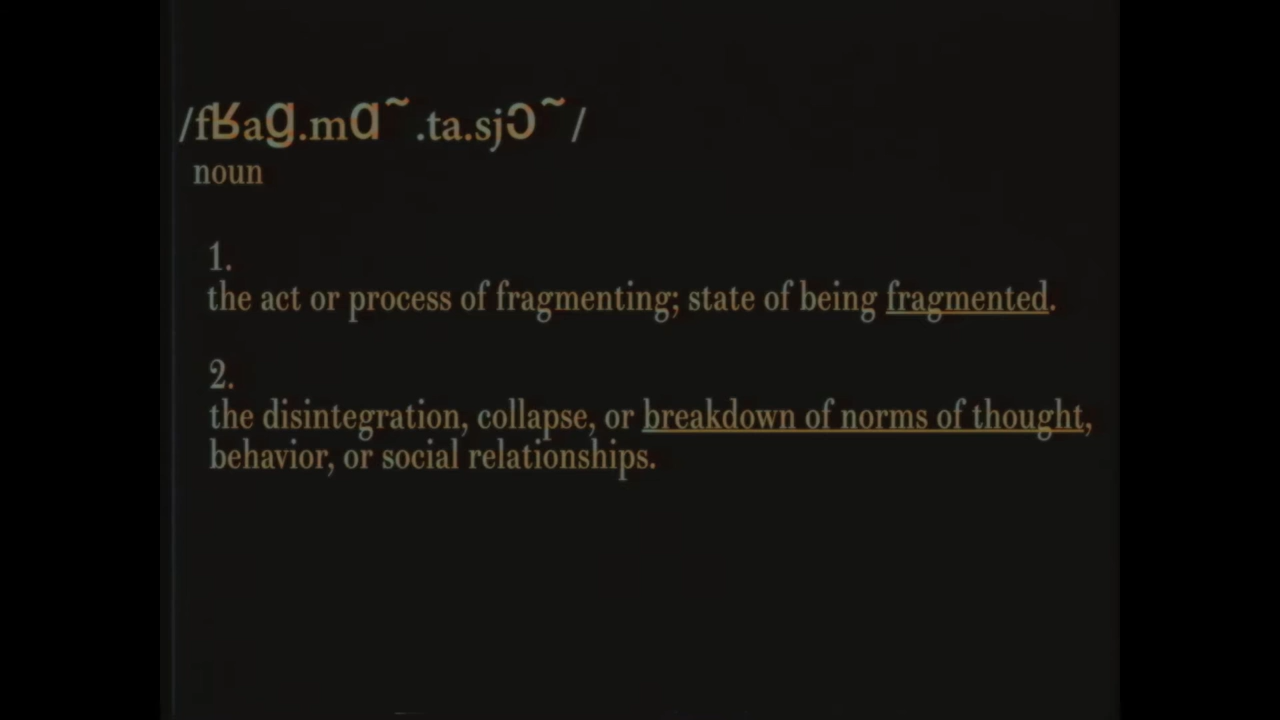 /fʁaɡ.mɑ˜.ta.sjɔ˜/
noun
1.
the act or process of fragmenting; state of being fragmented.
2.
the disintegration, collapse, or breakdown of norms of thought,
behavior, or social relationships.